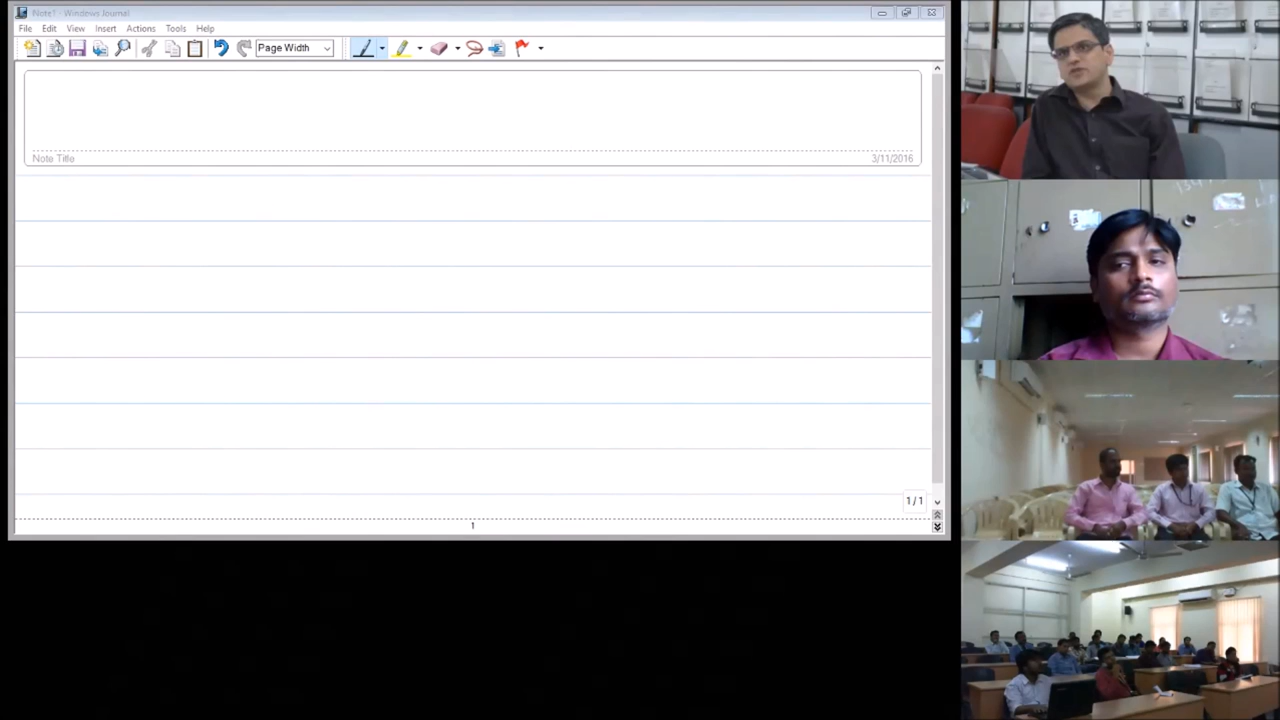 Note1 - Windows Journal
File Edit View Insert Actions Tools Help
Page Width
Note Title 3/11/2016
1 / 1
1